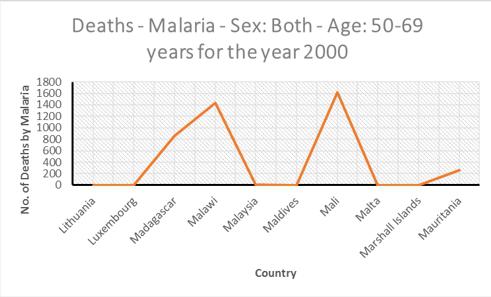 Deaths - Malaria - Sex: Both - Age: 50-69
years for the year 2000
No. of Deaths by Malaria
1800
1600
1400
1200
1000
800
600
400
200
0
Lithuania
Luxembourg
Madagascar
Malawi
Malaysia
Maldives
Mali
Malta
Marshall Islands
Mauritania
Country